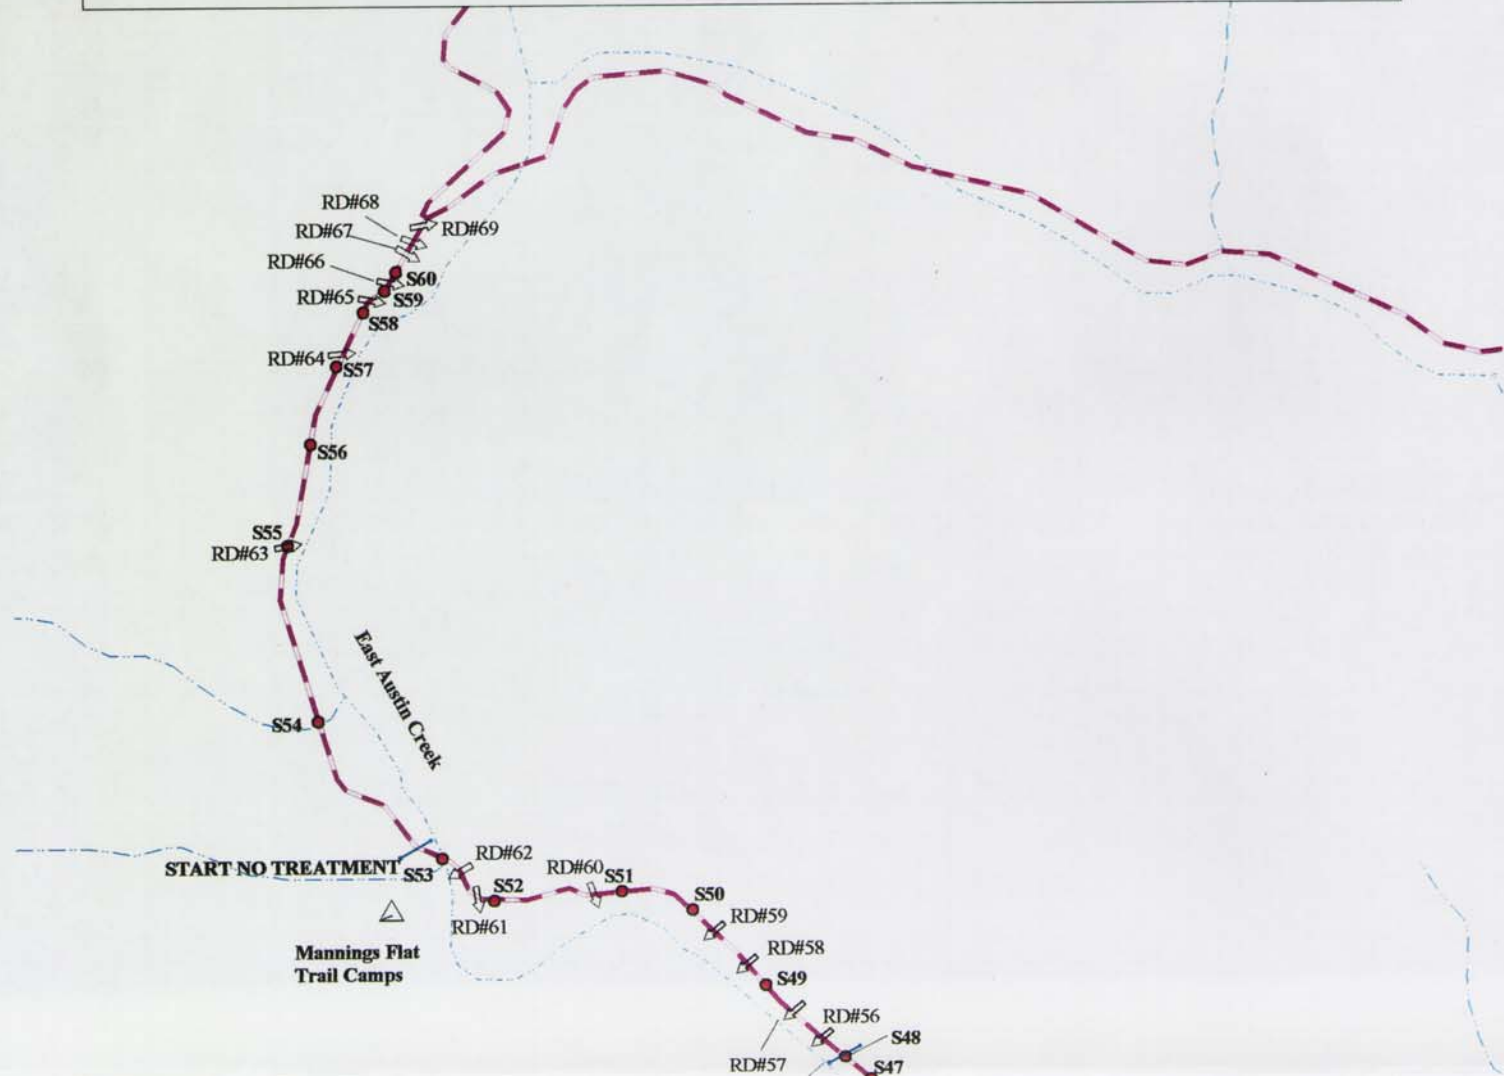 RD#68
RD#67
RD#69
RD#66
S60
RD#65
S59
S58
RD#64
S57
S56
S55
RD#63
East Austin Creek
S54
START NO TREATMENT
S53
RD#62
RD#60
S51
S52
S50
RD#61
RD#59
Mannings Flat
Trail Camps
RD#58
S49
RD#56
S48
RD#57
S47